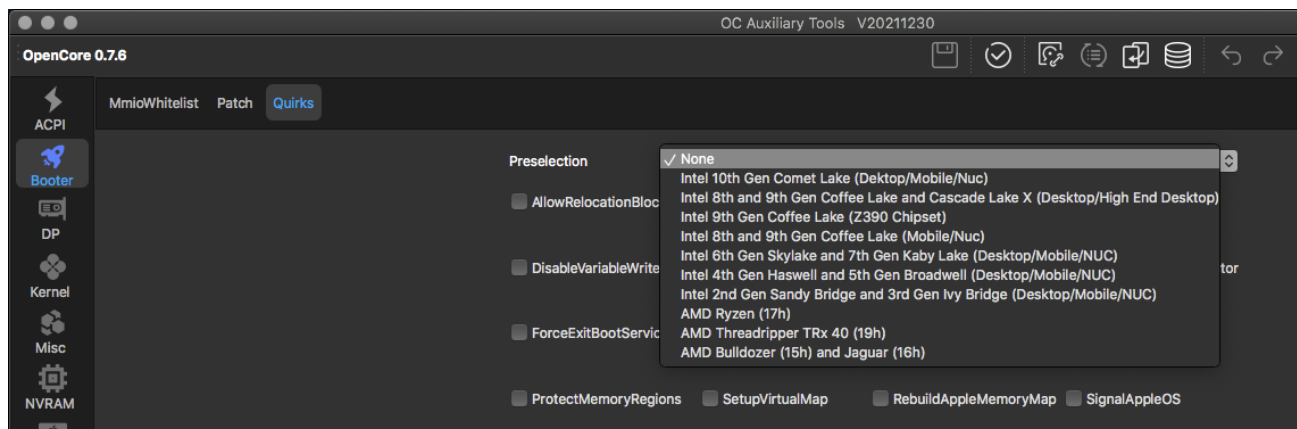 OC Auxiliary Tools V20211230
OpenCore 0.7.6
ACPI
Booter
DP
Kernel
Misc
NVRAM
MmioWhitelist Patch Quirks
Preselection
✓ None
Intel 10th Gen Comet Lake (Dektop/Mobile/Nuc)
Intel 8th and 9th Gen Coffee Lake and Cascade Lake X (Desktop/High End Desktop)
Intel 9th Gen Coffee Lake (Z390 Chipset)
Intel 8th and 9th Gen Coffee Lake (Mobile/Nuc)
Intel 6th Gen Skylake and 7th Gen Kaby Lake (Desktop/Mobile/NUC)
Intel 4th Gen Haswell and 5th Gen Broadwell (Desktop/Mobile/NUC)
Intel 2nd Gen Sandy Bridge and 3rd Gen Ivy Bridge (Desktop/Mobile/NUC)
AMD Ryzen (17h)
AMD Threadripper TRx 40 (19h)
AMD Bulldozer (15h) and Jaguar (16h)
AllowRelocationBloc
DisableVariableWrite tor
ForceExitBootServic
ProtectMemoryRegions SetupVirtualMap RebuildAppleMemoryMap SignalAppleOS